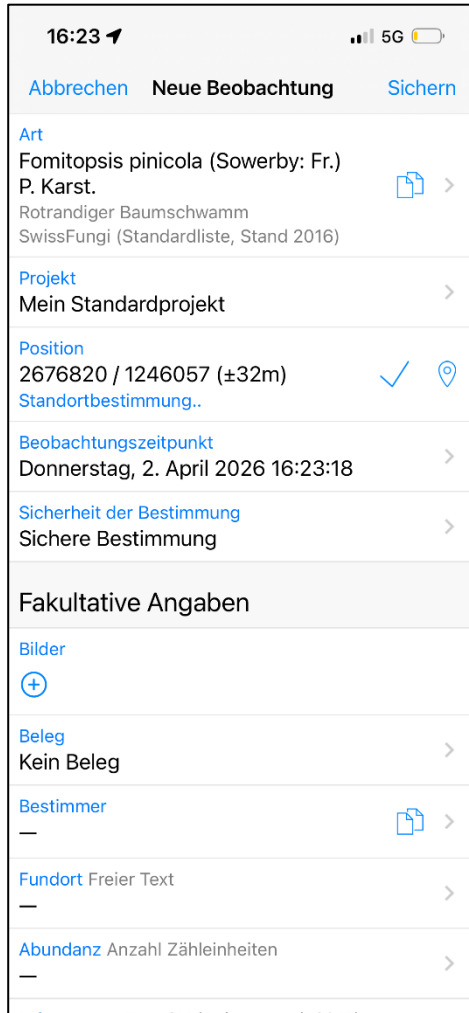 16:23
5G
Abbrechen Neue Beobachtung Sichern
Art
Fomitopsis pinicola (Sowerby: Fr.)
P. Karst.
Rotrandiger Baumschwamm
SwissFungi (Standardliste, Stand 2016)
Projekt
Mein Standardprojekt
Position
2676820 / 1246057 (±32m)
Standortbestimmung..
Beobachtungszeitpunkt
Donnerstag, 2. April 2026 16:23:18
Sicherheit der Bestimmung
Sichere Bestimmung
Fakultative Angaben
Bilder
Beleg
Kein Beleg
Bestimmer
—
Fundort Freier Text
—
Abundanz Anzahl Zähleinheiten
—